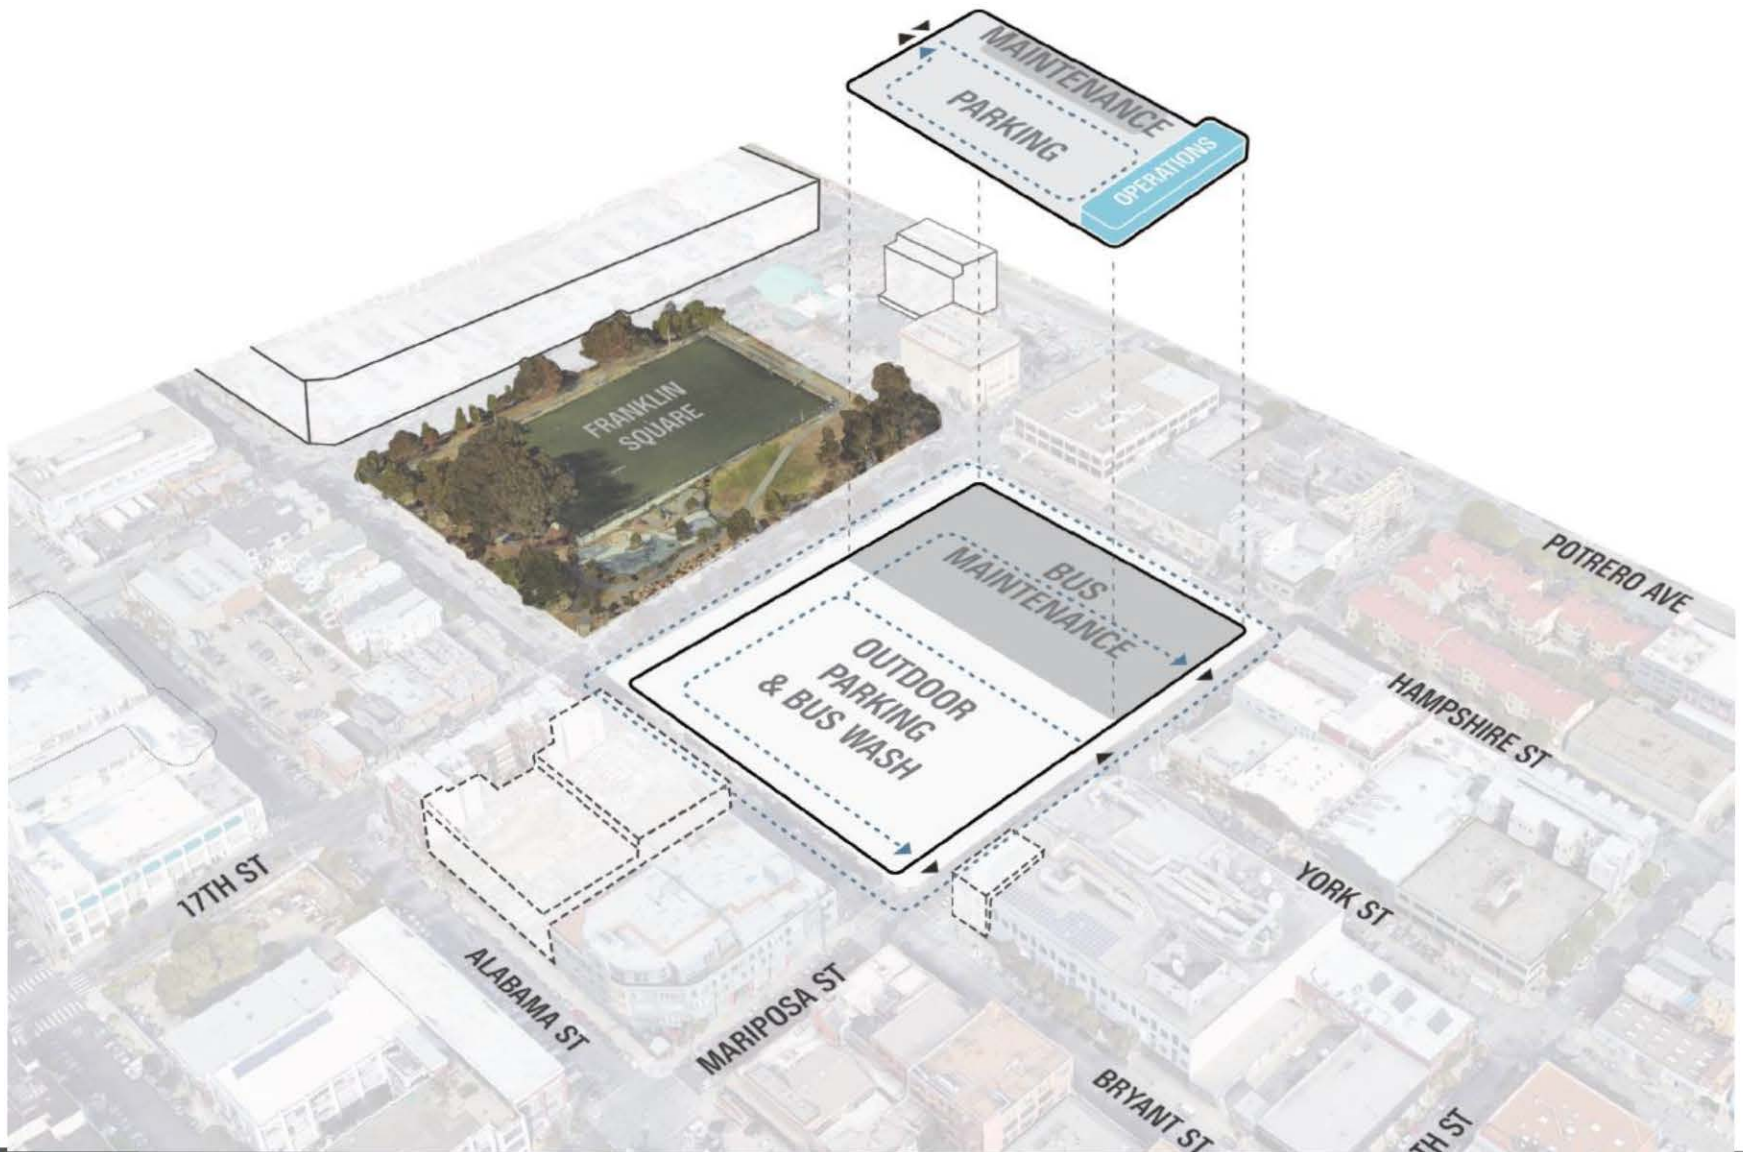 MAINTENANCE
PARKING
OPERATIONS
FRANKLIN
SQUARE
BUS
MAINTENANCE
OUTDOOR
PARKING
& BUS WASH
POTRERO AVE
HAMPSHIRE ST
YORK ST
17TH ST
ALABAMA ST
MARIPOSA ST
BRYANT ST
TH ST